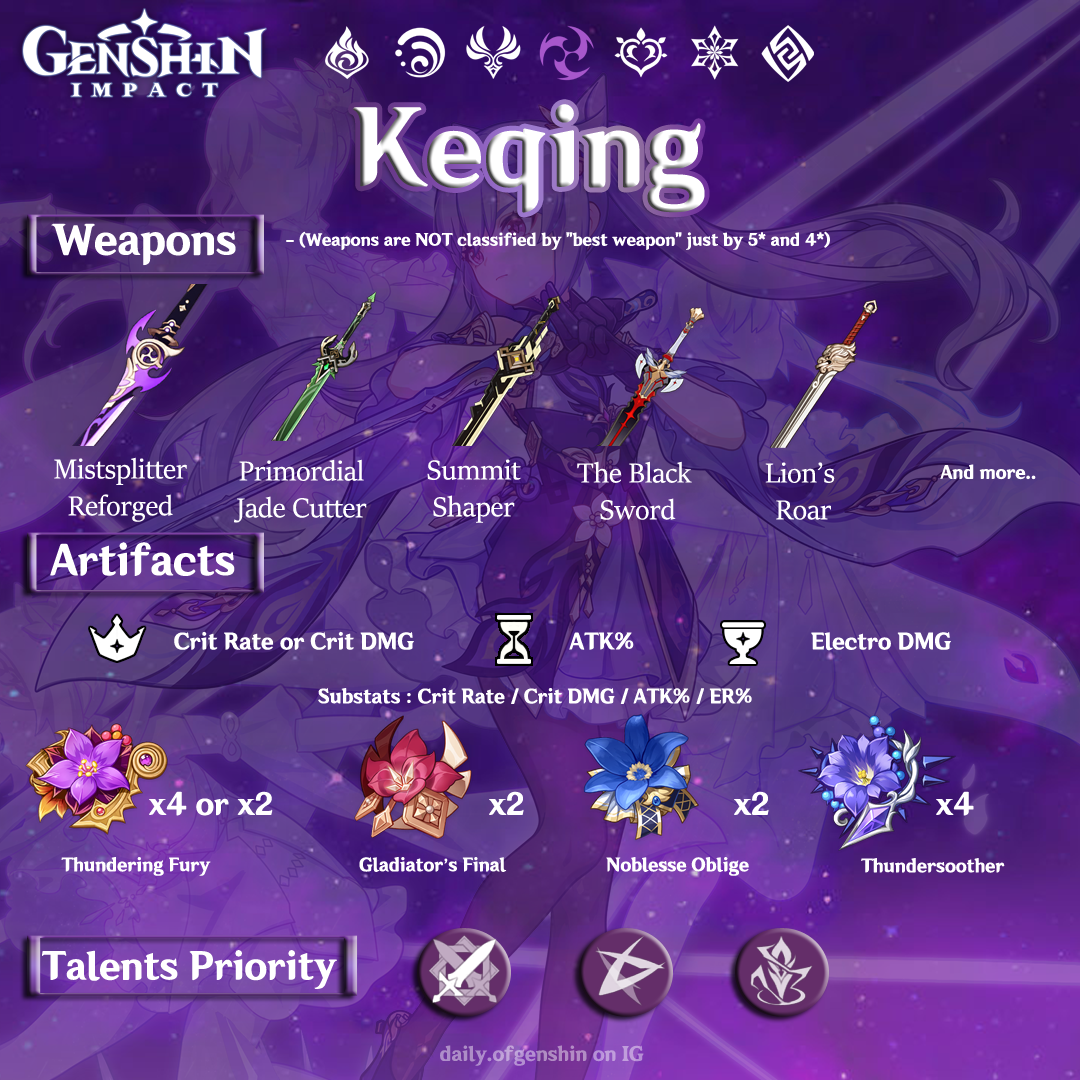 GENSHIN
IMPACT
Keqing
Weapons
- (Weapons are NOT classified by "best weapon" just by 5* and 4*)
Mistsplitter
Reforged
Primordial
Jade Cutter
Summit
Shaper
The Black
Sword
Lion's
Roar
And more..
Artifacts
Crit Rate or Crit DMG
ATK%
Electro DMG
Substats : Crit Rate / Crit DMG / ATK% / ER%
x4 or x2
Thundering Fury
x2
Gladiator's Final
x2
Noblesse Oblige
x4
Thundersoother
Talents Priority
daily.ofgenshin on IG